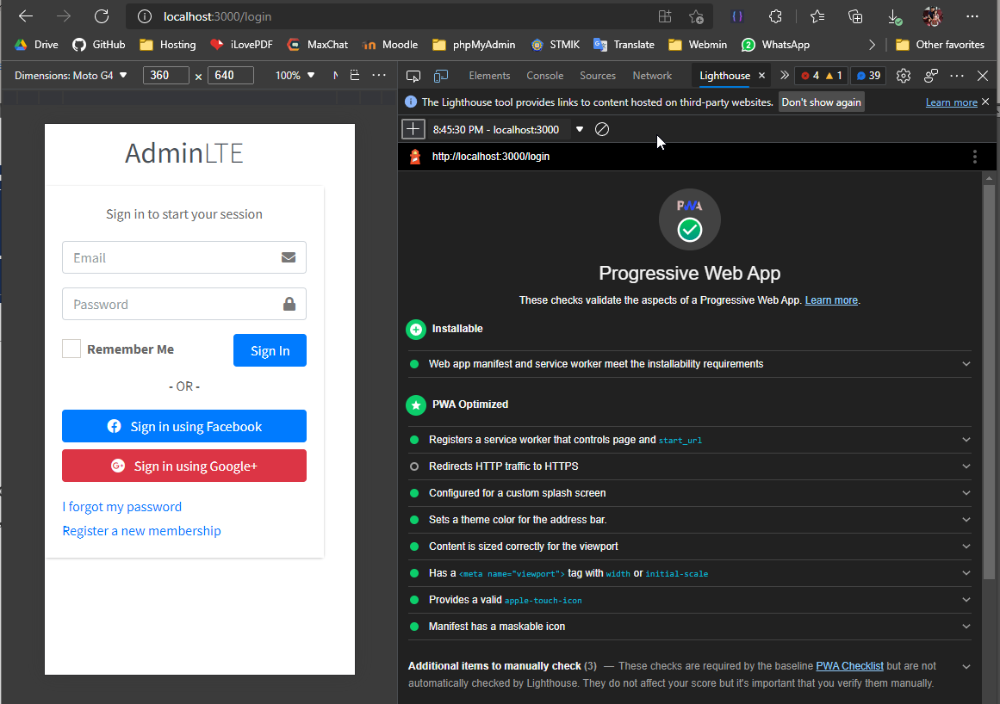 localhost:3000/login
Drive GitHub Hosting iLovePDF MaxChat Moodle phpMyAdmin STMIK Translate Webmin WhatsApp Other favorites
Dimensions: Moto G4 360 × 640 100%
Elements Console Sources Network Lighthouse 4 1 39
The Lighthouse tool provides links to content hosted on third-party websites. Don't show again Learn more
8:45:30 PM - localhost:3000
http://localhost:3000/login
AdminLTE
Sign in to start your session
Email
Password
Remember Me Sign In
- OR -
Sign in using Facebook
Sign in using Google+
I forgot my password
Register a new membership
PWA
Progressive Web App
These checks validate the aspects of a Progressive Web App. Learn more.
Installable
Web app manifest and service worker meet the installability requirements
PWA Optimized
Registers a service worker that controls page and start_url
Redirects HTTP traffic to HTTPS
Configured for a custom splash screen
Sets a theme color for the address bar.
Content is sized correctly for the viewport
Has a <meta name="viewport"> tag with width or initial-scale
Provides a valid apple-touch-icon
Manifest has a maskable icon
Additional items to manually check (3) — These checks are required by the baseline PWA Checklist but are not
automatically checked by Lighthouse. They do not affect your score but it's important that you verify them manually.